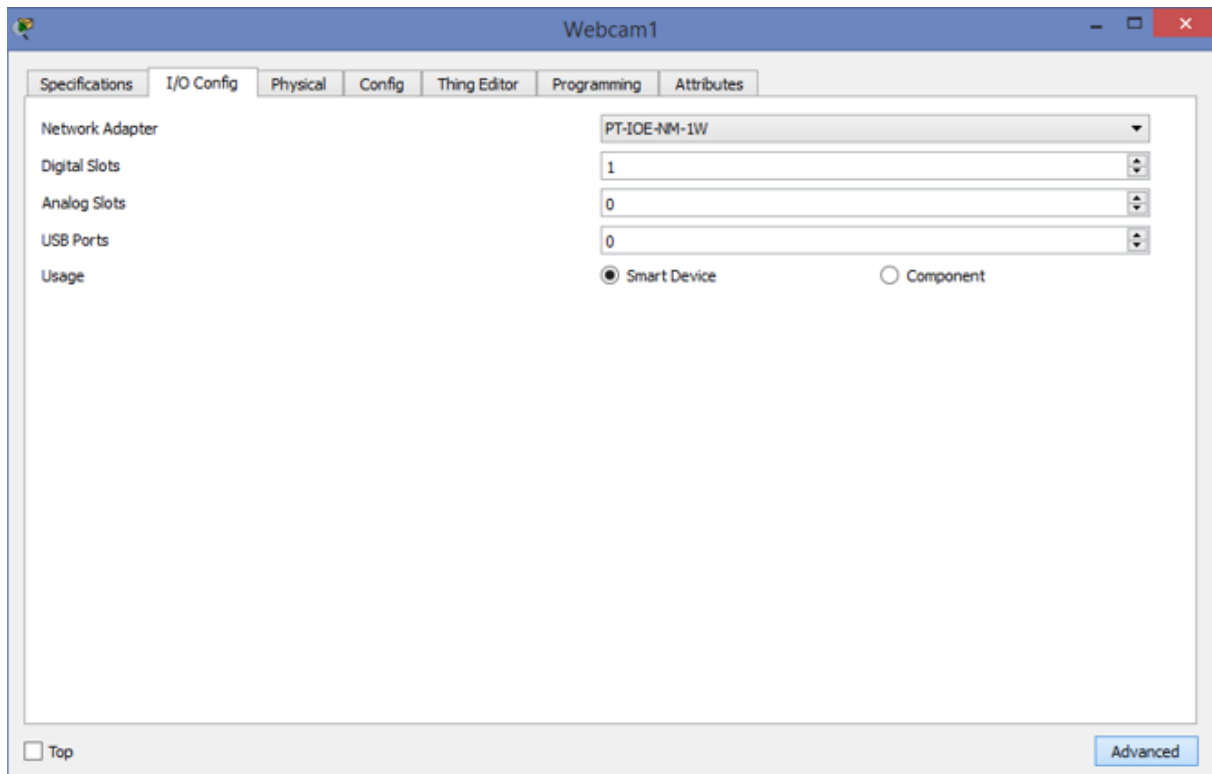 Webcam1
Specifications I/O Config Physical Config Thing Editor Programming Attributes
Network Adapter PT-IOE-NM-1W
Digital Slots 1
Analog Slots 0
USB Ports 0
Usage Smart Device Component
Top Advanced